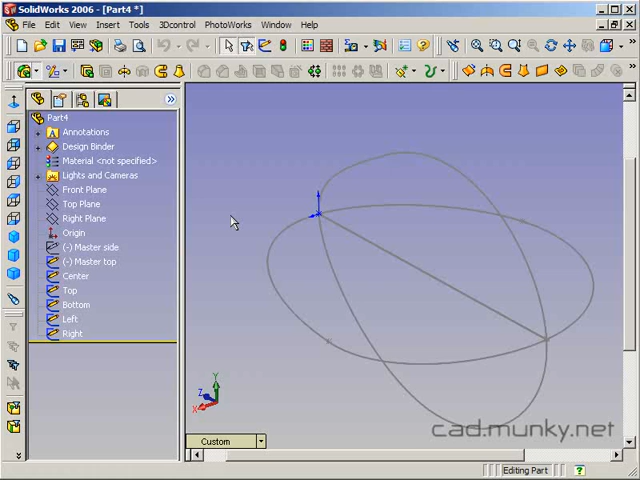 SolidWorks 2006 - [Part4 *]
File Edit View Insert Tools 3Dcontrol PhotoWorks Window Help
Part4
Annotations
Design Binder
Material <not specified>
Lights and Cameras
Front Plane
Top Plane
Right Plane
Origin
(-) Master side
(-) Master top
Center
Top
Bottom
Left
Right
Y
Z
X
Custom
cad.munky.net
Editing Part